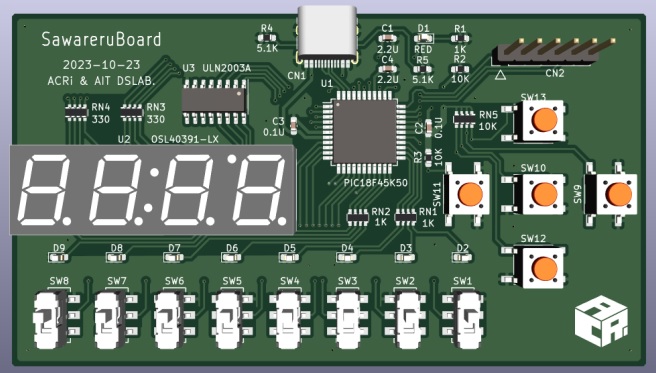 SawareruBoard
2023-10-23
ACRi & AIT DSLAB.
R4
5.1K
CN1
C1
2.2U
C4
2.2U
D1
RED
R5
5.1K
R1
1K
R2
10K
CN2
U3 ULN2003A
U1
RN4
330
RN3
330
C3
0.1U
C2
0.1U
R3
10K
RN5
10K
SW13
U2 OSL40391-LX
PIC18F45K50
SW11
SW10
SW9
RN2
1K
RN1
1K
SW12
D9
D8
D7
D6
D5
D4
D3
D2
SW8
SW7
SW6
SW5
SW4
SW3
SW2
SW1
ACRi